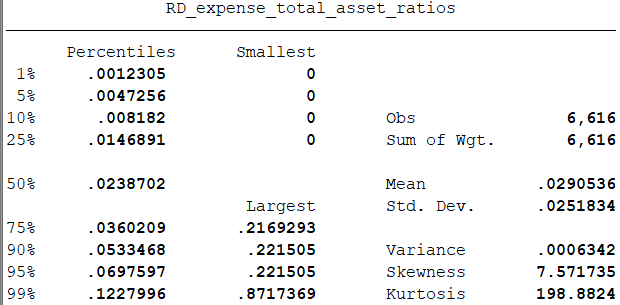 RD_expense_total_asset_ratios
Percentiles Smallest
1% .0012305 0
5% .0047256 0
10% .008182 0 Obs 6,616
25% .0146891 0 Sum of Wgt. 6,616
50% .0238702 Mean .0290536
Largest Std. Dev. .0251834
75% .0360209 .2169293
90% .0533468 .221505 Variance .0006342
95% .0697597 .221505 Skewness 7.571735
99% .1227996 .8717369 Kurtosis 198.8824